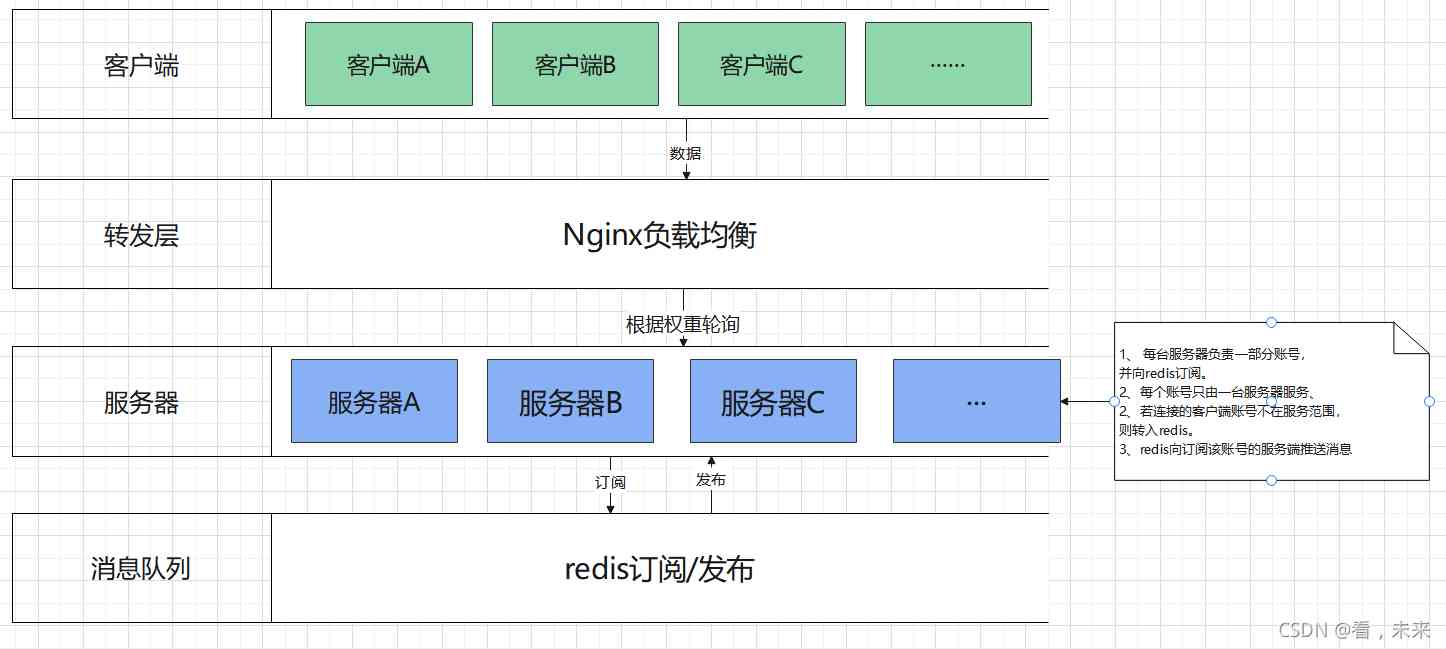 客户端
客户端A
客户端B
客户端C
······
数据
转发层
Nginx负载均衡
根据权重轮询
服务器
服务器A
服务器B
服务器C
...
1、 每台服务器负责一部分账号，
并向redis订阅。
2、每个账号只由一台服务器服务、
2、若连接的客户端账号不在服务范围，
则转入redis。
3、redis向订阅该账号的服务端推送消息
订阅
发布
消息队列
redis订阅/发布
CSDN @看，未来